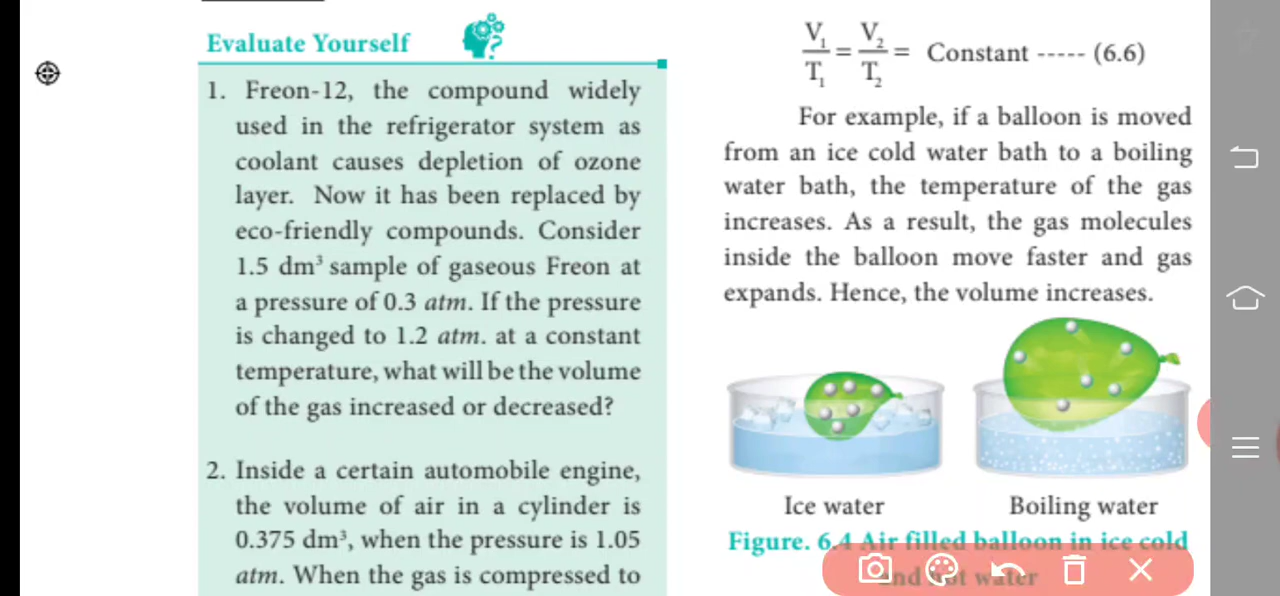 Evaluate Yourself
1. Freon-12, the compound widely
used in the refrigerator system as
coolant causes depletion of ozone
layer. Now it has been replaced by
eco-friendly compounds. Consider
1.5 dm³ sample of gaseous Freon at
a pressure of 0.3 atm. If the pressure
is changed to 1.2 atm. at a constant
temperature, what will be the volume
of the gas increased or decreased?
2. Inside a certain automobile engine,
the volume of air in a cylinder is
0.375 dm³, when the pressure is 1.05
atm. When the gas is compressed to
V₁/T₁ = V₂/T₂ = Constant ----- (6.6)
For example, if a balloon is moved
from an ice cold water bath to a boiling
water bath, the temperature of the gas
increases. As a result, the gas molecules
inside the balloon move faster and gas
expands. Hence, the volume increases.
Ice water
Boiling water
Figure. 6.4 Air filled balloon in ice cold
and hot water